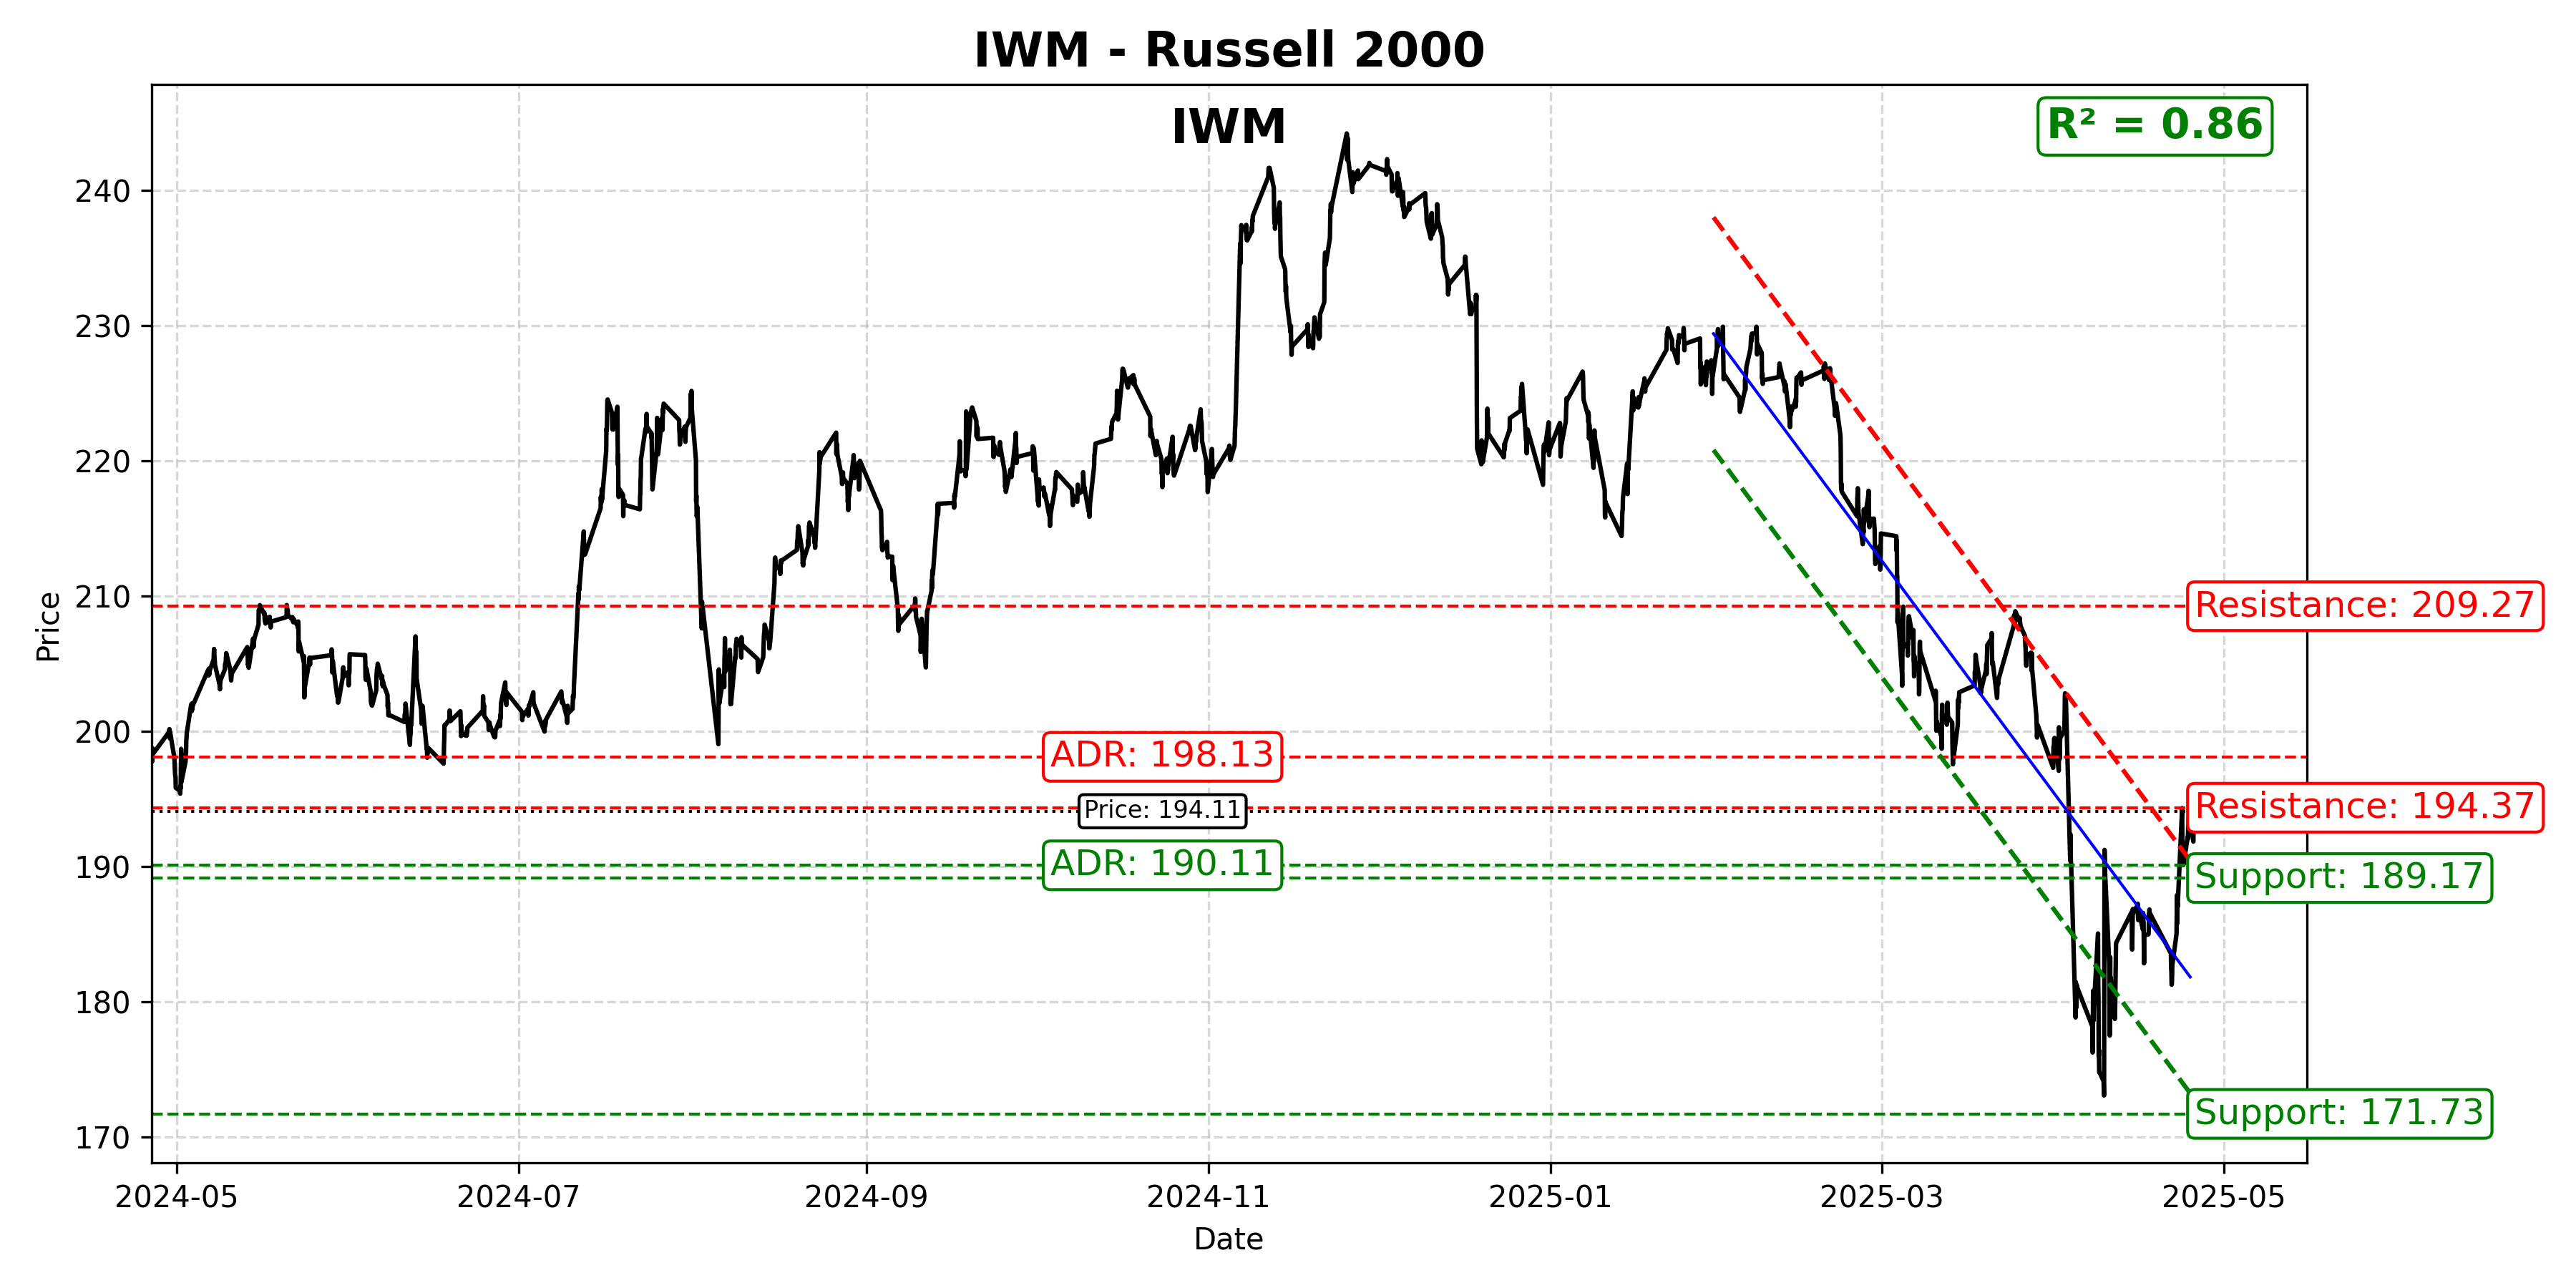 IWM - Russell 2000
IWM
R² = 0.86
240
230
220
210
200
190
180
170
Price
Resistance: 209.27
ADR: 198.13
Resistance: 194.37
Price: 194.11
ADR: 190.11
Support: 189.17
Support: 171.73
2024-05
2024-07
2024-09
2024-11
2025-01
2025-03
2025-05
Date